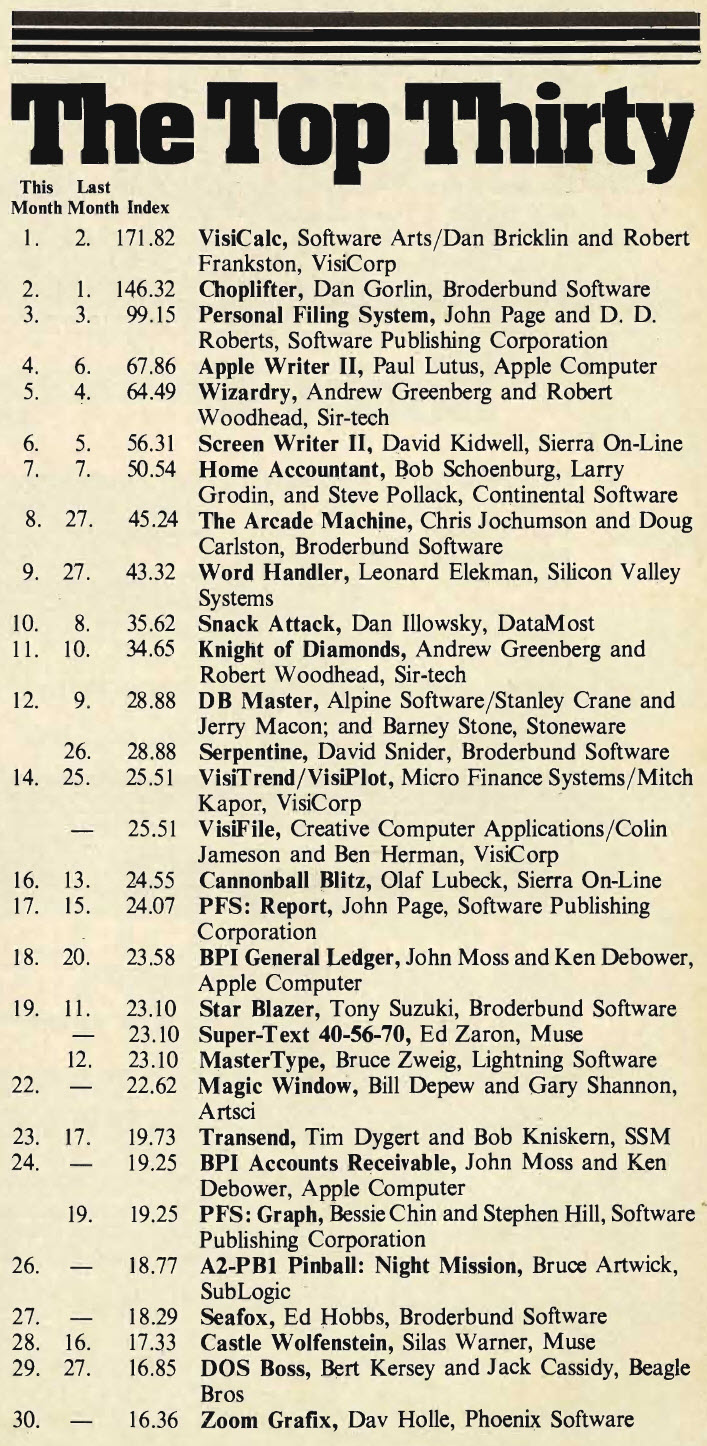 The Top Thirty
This Last
Month Month Index
1. 2. 171.82 VisiCalc, Software Arts/Dan Bricklin and Robert
Frankston, VisiCorp
2. 1. 146.32 Choplifter, Dan Gorlin, Broderbund Software
3. 3. 99.15 Personal Filing System, John Page and D. D.
Roberts, Software Publishing Corporation
4. 6. 67.86 Apple Writer II, Paul Lutus, Apple Computer
5. 4. 64.49 Wizardry, Andrew Greenberg and Robert
Woodhead, Sir-tech
6. 5. 56.31 Screen Writer II, David Kidwell, Sierra On-Line
7. 7. 50.54 Home Accountant, Bob Schoenburg, Larry
Grodin, and Steve Pollack, Continental Software
8. 27. 45.24 The Arcade Machine, Chris Jochumson and Doug
Carlston, Broderbund Software
9. 27. 43.32 Word Handler, Leonard Elekman, Silicon Valley
Systems
10. 8. 35.62 Snack Attack, Dan Illowsky, DataMost
11. 10. 34.65 Knight of Diamonds, Andrew Greenberg and
Robert Woodhead, Sir-tech
12. 9. 28.88 DB Master, Alpine Software/Stanley Crane and
Jerry Macon; and Barney Stone, Stoneware
26. 28.88 Serpentine, David Snider, Broderbund Software
14. 25. 25.51 VisiTrend/VisiPlot, Micro Finance Systems/Mitch
Kapor, VisiCorp
— 25.51 VisiFile, Creative Computer Applications/Colin
Jameson and Ben Herman, VisiCorp
16. 13. 24.55 Cannonball Blitz, Olaf Lubeck, Sierra On-Line
17. 15. 24.07 PFS: Report, John Page, Software Publishing
Corporation
18. 20. 23.58 BPI General Ledger, John Moss and Ken Debower,
Apple Computer
19. 11. 23.10 Star Blazer, Tony Suzuki, Broderbund Software
— 23.10 Super-Text 40-56-70, Ed Zaron, Muse
12. 23.10 MasterType, Bruce Zweig, Lightning Software
22. — 22.62 Magic Window, Bill Depew and Gary Shannon,
Artsci
23. 17. 19.73 Transend, Tim Dygert and Bob Kniskern, SSM
24. — 19.25 BPI Accounts Receivable, John Moss and Ken
Debower, Apple Computer
19. 19.25 PFS: Graph, Bessie Chin and Stephen Hill, Software
Publishing Corporation
26. — 18.77 A2-PB1 Pinball: Night Mission, Bruce Artwick,
SubLogic
27. — 18.29 Seafox, Ed Hobbs, Broderbund Software
28. 16. 17.33 Castle Wolfenstein, Silas Warner, Muse
29. 27. 16.85 DOS Boss, Bert Kersey and Jack Cassidy, Beagle
Bros
30. — 16.36 Zoom Grafix, Dav Holle, Phoenix Software